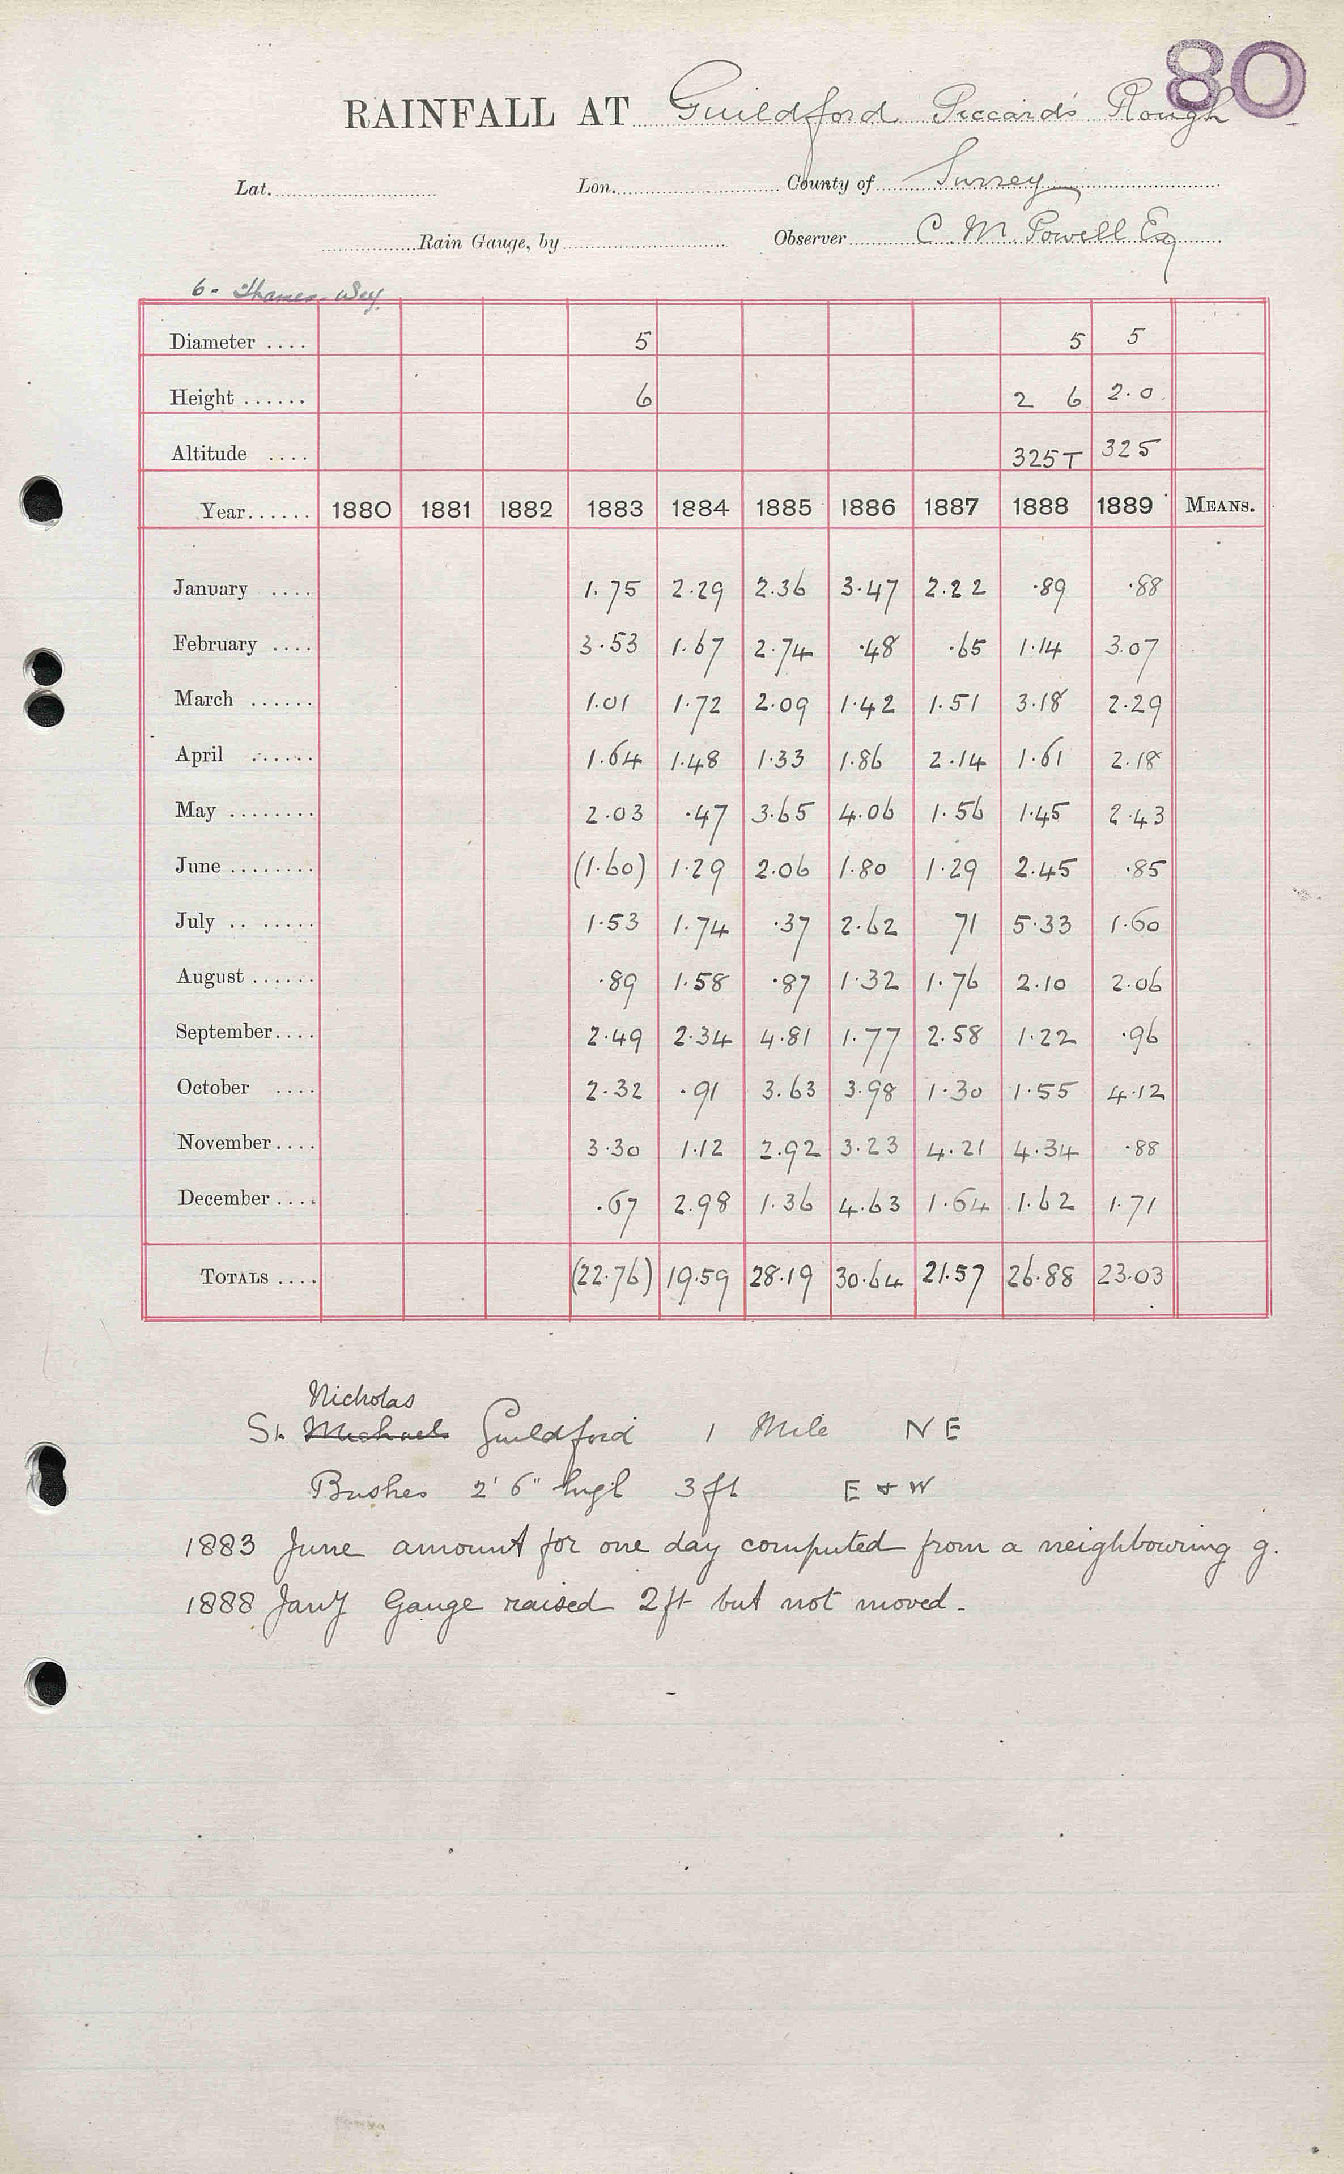 80
RAINFALL AT Guildford Piccard's Rough
Lat. Lon. County of Surrey
Rain Gauge, by Observer C. M. Powell Esq
6 - Thames - Wey
Diameter .... 5 5 5
Height ...... 6 2 6 2.0
Altitude .... 325T 325
Year...... 1880 1881 1882 1883 1884 1885 1886 1887 1888 1889 MEANS.
January .... 1.75 2.29 2.36 3.47 2.22 .89 .88
February .... 3.53 1.67 2.74 .48 .65 1.14 3.07
March ...... 1.01 1.72 2.09 1.42 1.51 3.18 2.29
April ...... 1.64 1.48 1.33 1.86 2.14 1.61 2.18
May ........ 2.03 .47 3.65 4.06 1.56 1.45 2.43
June ........ (1.60) 1.29 2.06 1.80 1.29 2.45 .85
July .. ...... 1.53 1.74 .37 2.62 71 5.33 1.60
August ...... .89 1.58 .87 1.32 1.76 2.10 2.06
September.... 2.49 2.34 4.81 1.77 2.58 1.22 .96
October .... 2.32 .91 3.63 3.98 1.30 1.55 4.12
November.... 3.30 1.12 2.92 3.23 4.21 4.34 .88
December.... .67 2.98 1.36 4.63 1.64 1.62 1.71
TOTALS .... (22.76) 19.59 28.19 30.64 21.57 26.88 23.03
Nicholas
St. Michaels Guildford 1 Mile N E
Bushes 2' 6" high 3 ft E & W
1883 June amount for one day computed from a neighbouring g.
1888 Jany Gauge raised 2ft but not moved.